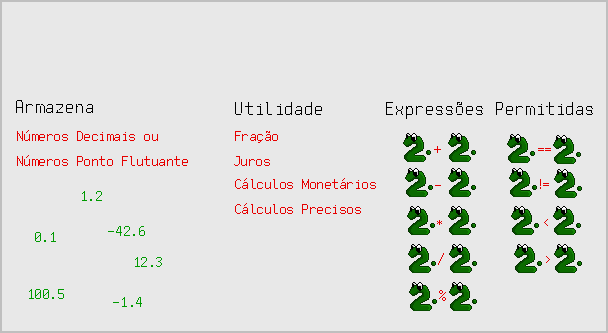 Armazena
Números Decimais ou
Números Ponto Flutuante
1.2
0.1
-42.6
12.3
100.5
-1.4
Utilidade
Fração
Juros
Cálculos Monetários
Cálculos Precisos
Expressões Permitidas
2. + 2.
2. - 2.
2. * 2.
2. / 2.
2. % 2.
2. == 2.
2. != 2.
2. < 2.
2. > 2.